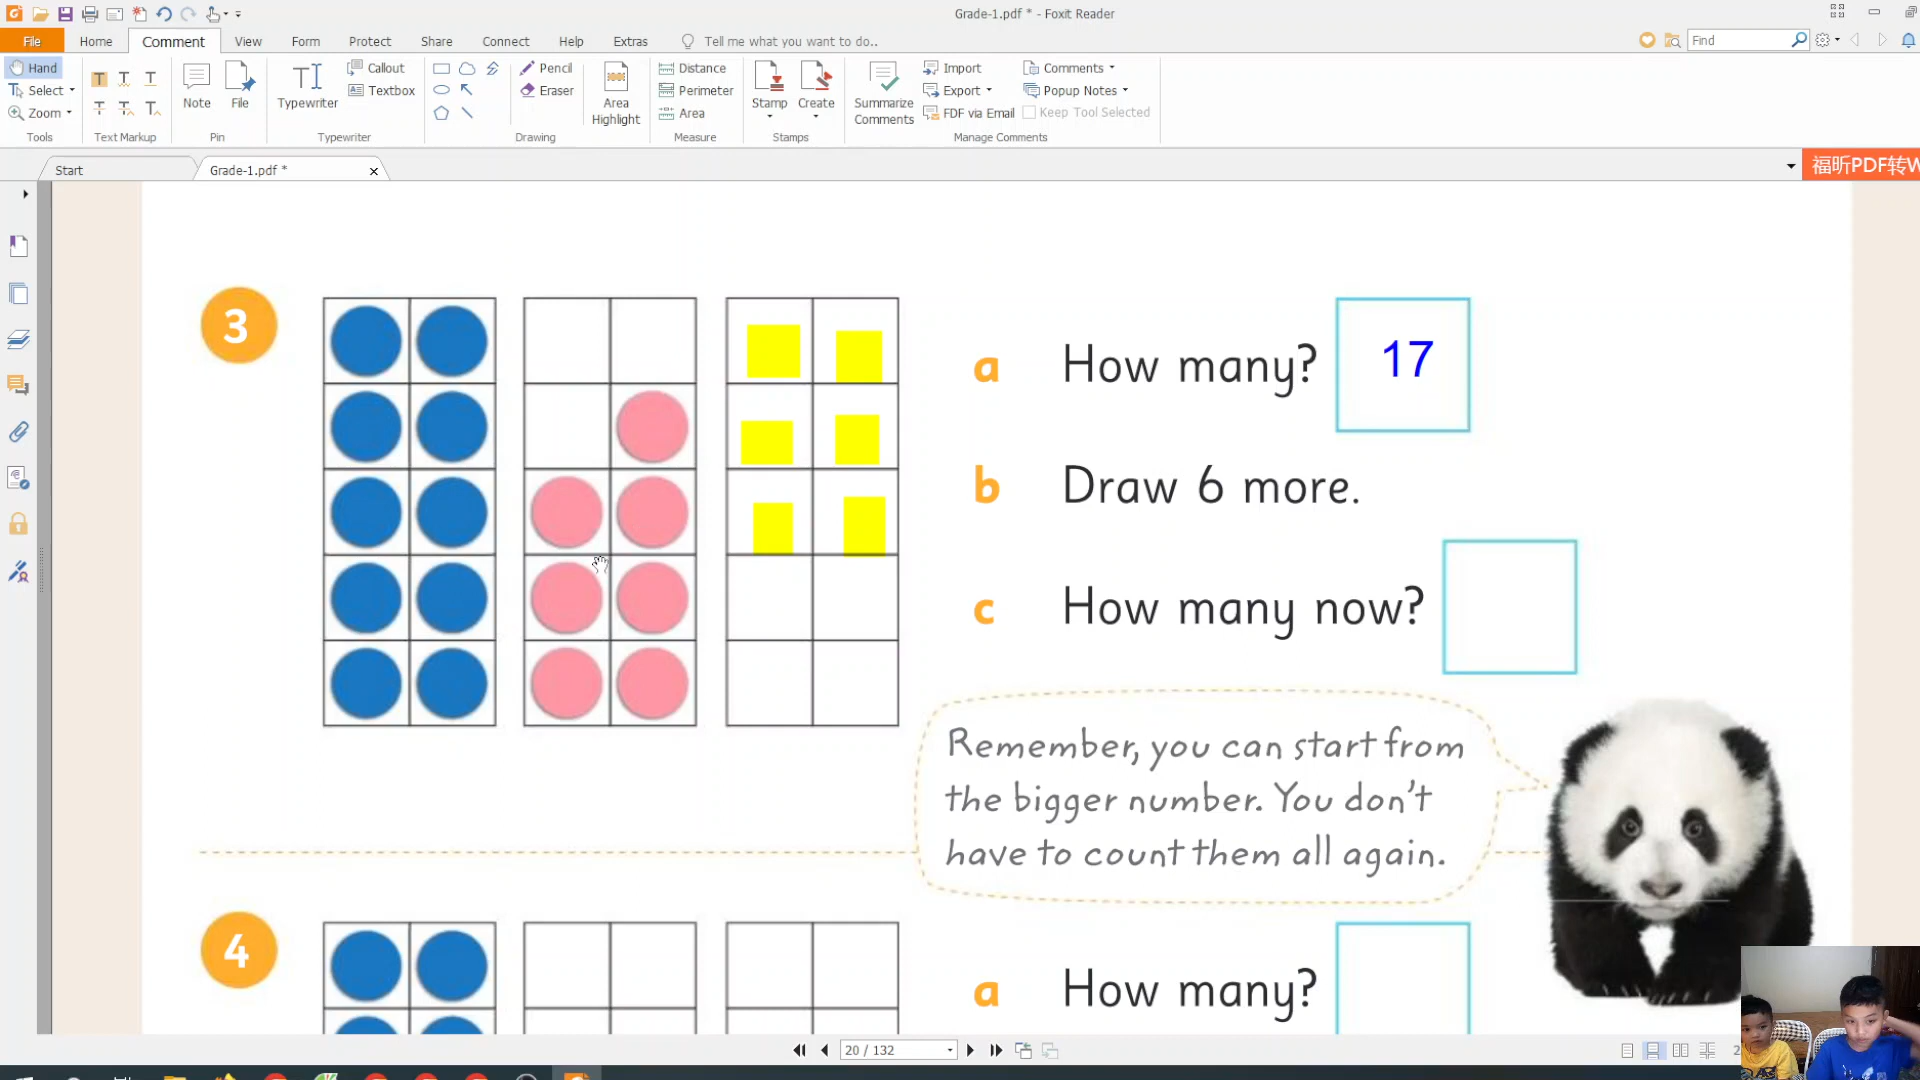 Grade-1.pdf * - Foxit Reader
File Home Comment View Form Protect Share Connect Help Extras Tell me what you want to do.. Find
Hand
Select
Zoom
Tools
Text Markup
Note
File
Pin
Typewriter
Callout
Textbox
Typewriter
Pencil
Eraser
Drawing
Area
Highlight
Distance
Perimeter
Area
Measure
Stamp
Create
Stamps
Summarize
Comments
Import
Export
FDF via Email
Comments
Popup Notes
Keep Tool Selected
Manage Comments
Start
Grade-1.pdf *
福昕PDF转W
3
a How many? 17
b Draw 6 more.
c How many now?
Remember, you can start from
the bigger number. You don't
have to count them all again.
4
a How many?
20 / 132